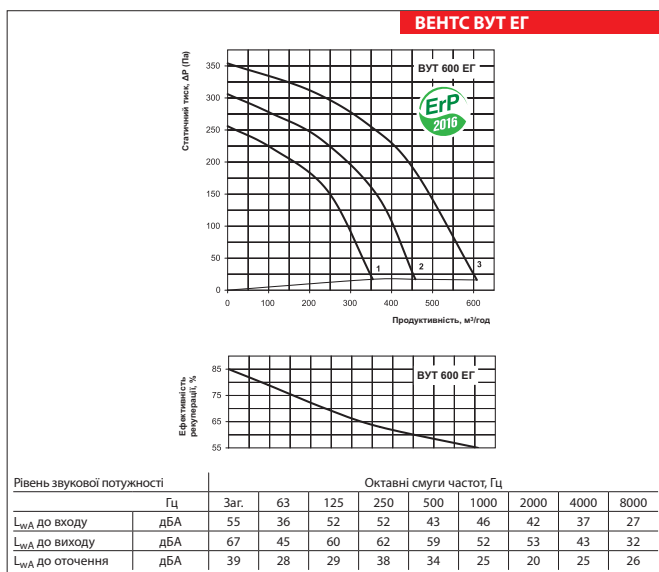 ВЕНТС ВУТ ЕГ
Статичний тиск, ΔР (Па)
350
300
250
200
150
100
50
0
ВУТ 600 ЕГ
ErP
2016
1
2
3
0 100 200 300 400 500 600
Продуктивність, м³/год
Ефективність
рекуперації, %
85
75
65
55
ВУТ 600 ЕГ
Рівень звукової потужності Октавні смуги частот, Гц
Гц Заг. 63 125 250 500 1000 2000 4000 8000
LwA до входу дБА 55 36 52 52 43 46 42 37 27
LwA до виходу дБА 67 45 60 62 59 52 53 43 32
LwA до оточення дБА 39 28 29 38 34 25 20 25 26